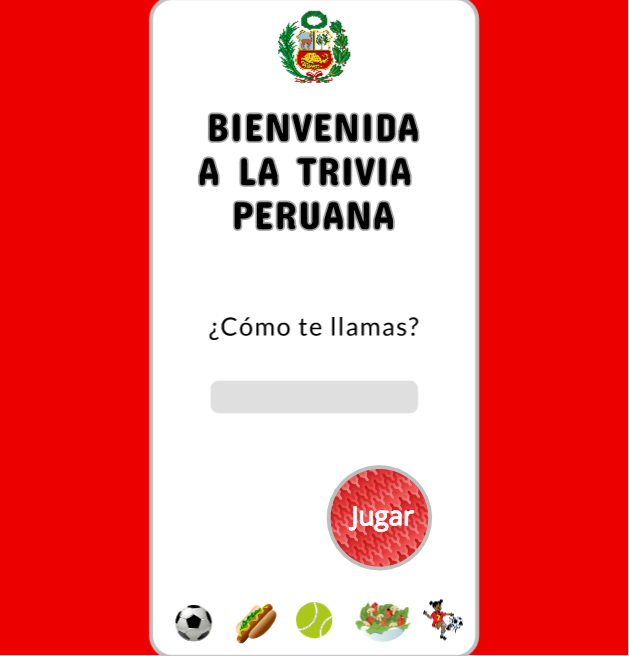 BIENVENIDA
A LA TRIVIA
PERUANA
¿Cómo te llamas?
Jugar